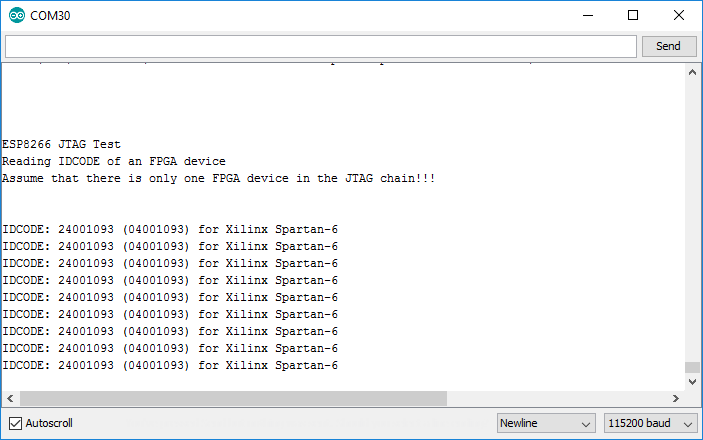 COM30
Send
ESP8266 JTAG Test
Reading IDCODE of an FPGA device
Assume that there is only one FPGA device in the JTAG chain!!!
IDCODE: 24001093 (04001093) for Xilinx Spartan-6
IDCODE: 24001093 (04001093) for Xilinx Spartan-6
IDCODE: 24001093 (04001093) for Xilinx Spartan-6
IDCODE: 24001093 (04001093) for Xilinx Spartan-6
IDCODE: 24001093 (04001093) for Xilinx Spartan-6
IDCODE: 24001093 (04001093) for Xilinx Spartan-6
IDCODE: 24001093 (04001093) for Xilinx Spartan-6
IDCODE: 24001093 (04001093) for Xilinx Spartan-6
IDCODE: 24001093 (04001093) for Xilinx Spartan-6
Autoscroll Newline 115200 baud